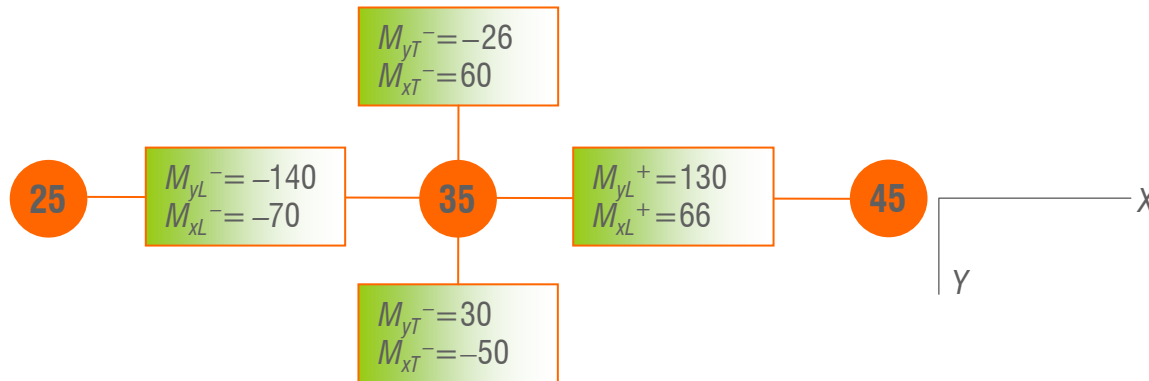 M_yT⁻=–26
M_xT⁻=60
25
M_yL⁻= –140
M_xL⁻= –70
35
M_yL⁺=130
M_xL⁺=66
45
X
Y
M_yT⁻=30
M_xT⁻=–50